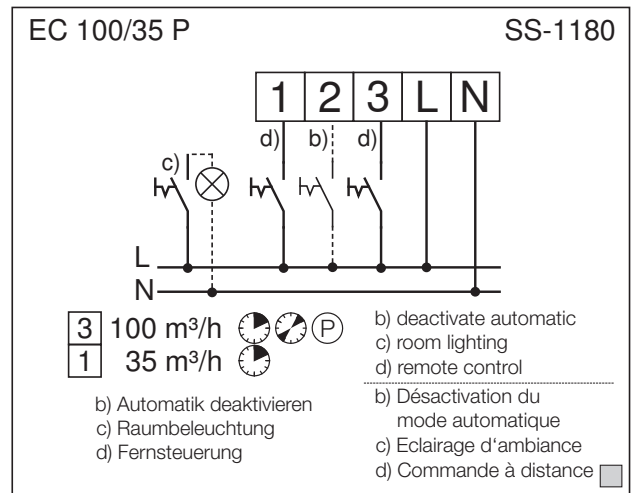 EC 100/35 P SS-1180
1 2 3 L N
d) b) d)
c)
L
N
3 100 m³/h P
1 35 m³/h
b) Automatik deaktivieren
c) Raumbeleuchtung
d) Fernsteuerung
b) deactivate automatic
c) room lighting
d) remote control
b) Désactivation du
mode automatique
c) Eclairage d'ambiance
d) Commande à distance